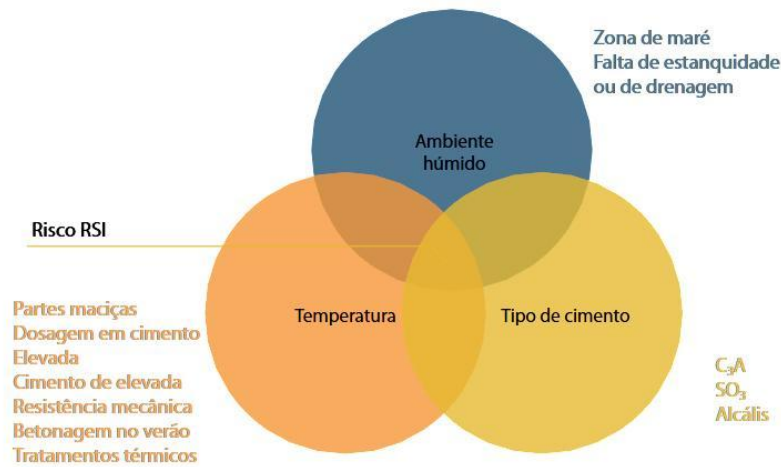 Zona de maré
Falta de estanquidade
ou de drenagem
Ambiente
húmido
Risco RSI
Temperatura
Tipo de cimento
Partes maciças
Dosagem em cimento
Elevada
Cimento de elevada
Resistência mecânica
Betonagem no verão
Tratamentos térmicos
C₃A
SO₃
Alcális